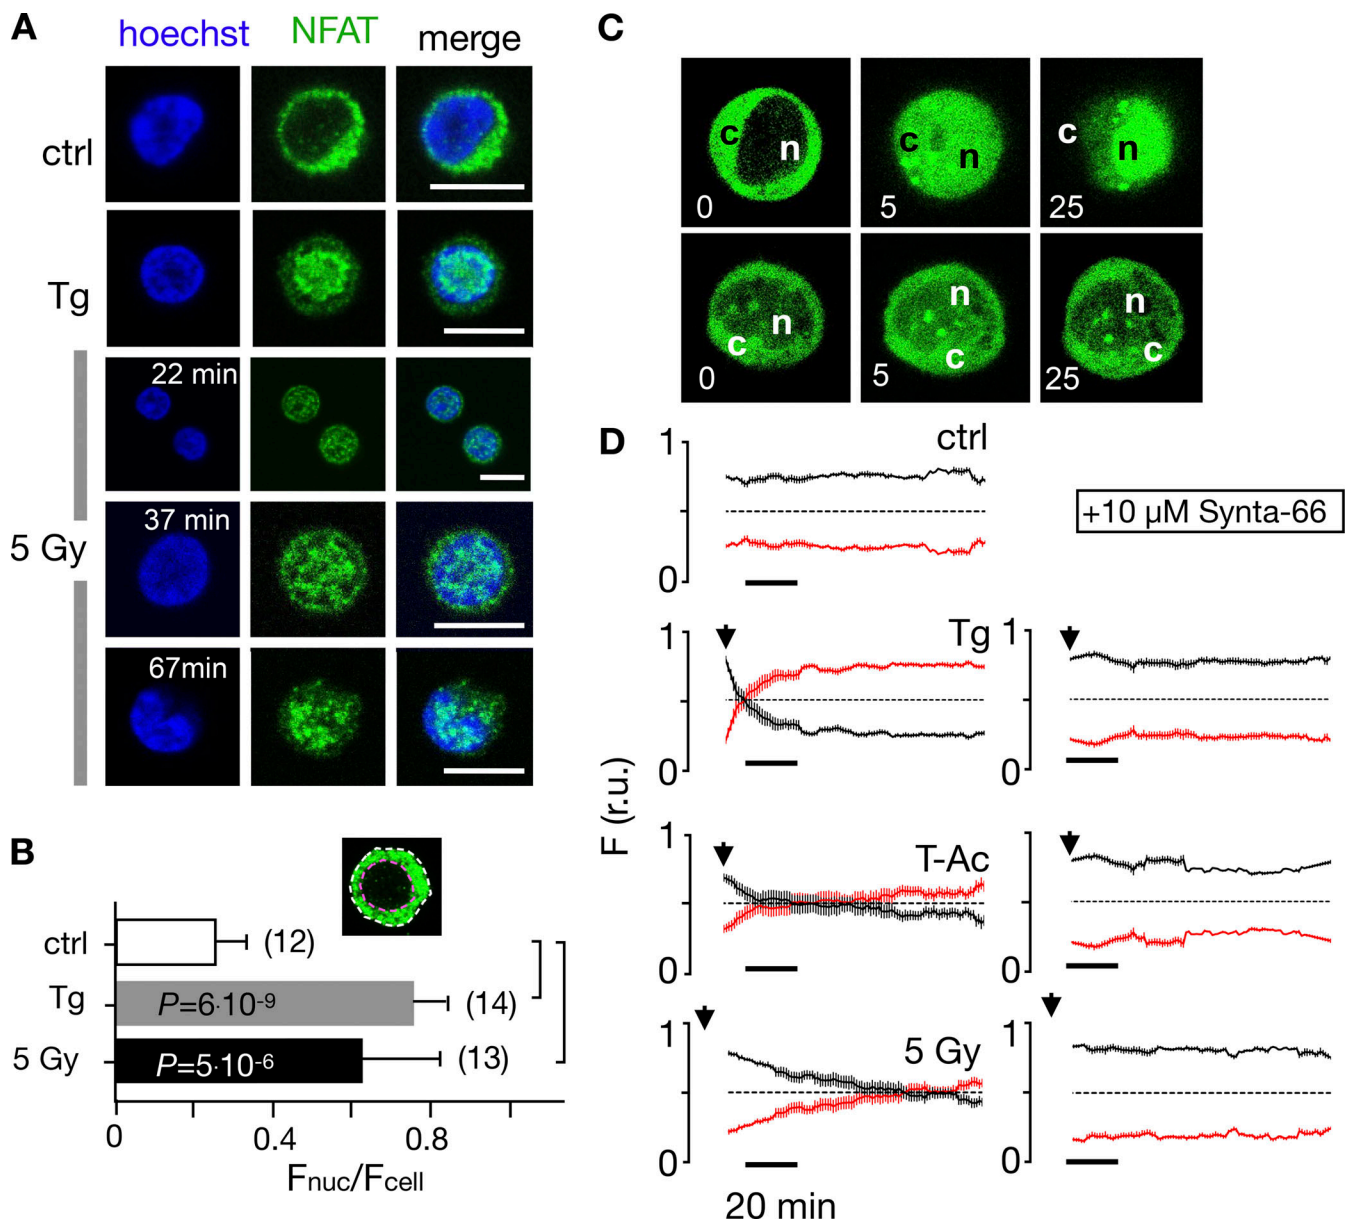 A
hoechst NFAT merge
ctrl
Tg
22 min
37 min
5 Gy
67min
B
ctrl (12)
Tg P=6·10-9 (14)
5 Gy P=5·10-6 (13)
0 0.4 0.8
Fnuc/Fcell
C
c n c n c n
0 5 25
n n n
c c c
0 5 25
D
1 ctrl
0
+10 µM Synta-66
1 Tg 1
0 0
F (r.u.)
1 T-Ac 1
0 0
1 5 Gy 1
0 0
20 min